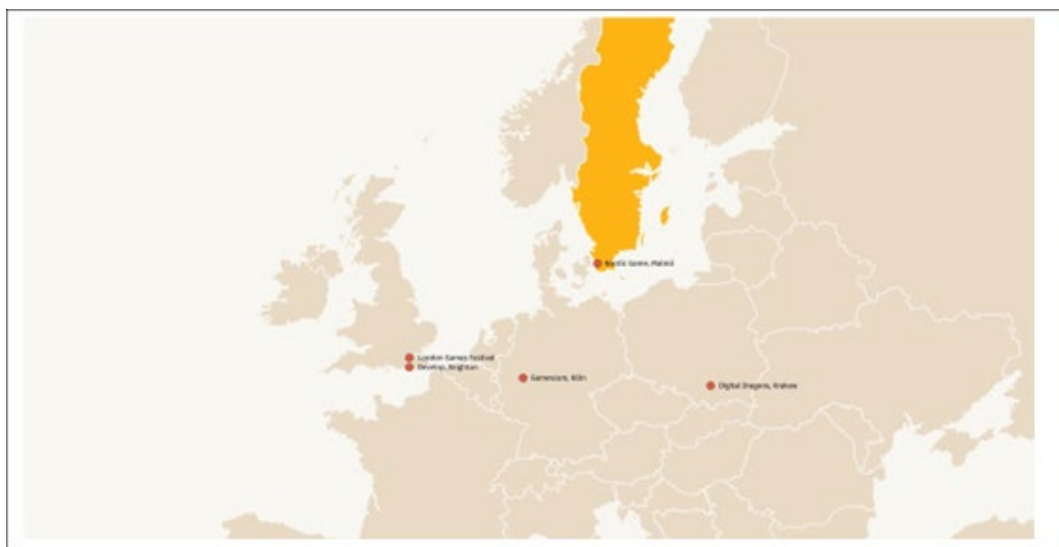 Nordic Game, Malmö
London Games Festival
Develop, Brighton
Gamescom, Köln
Digital Dragons, Krakow